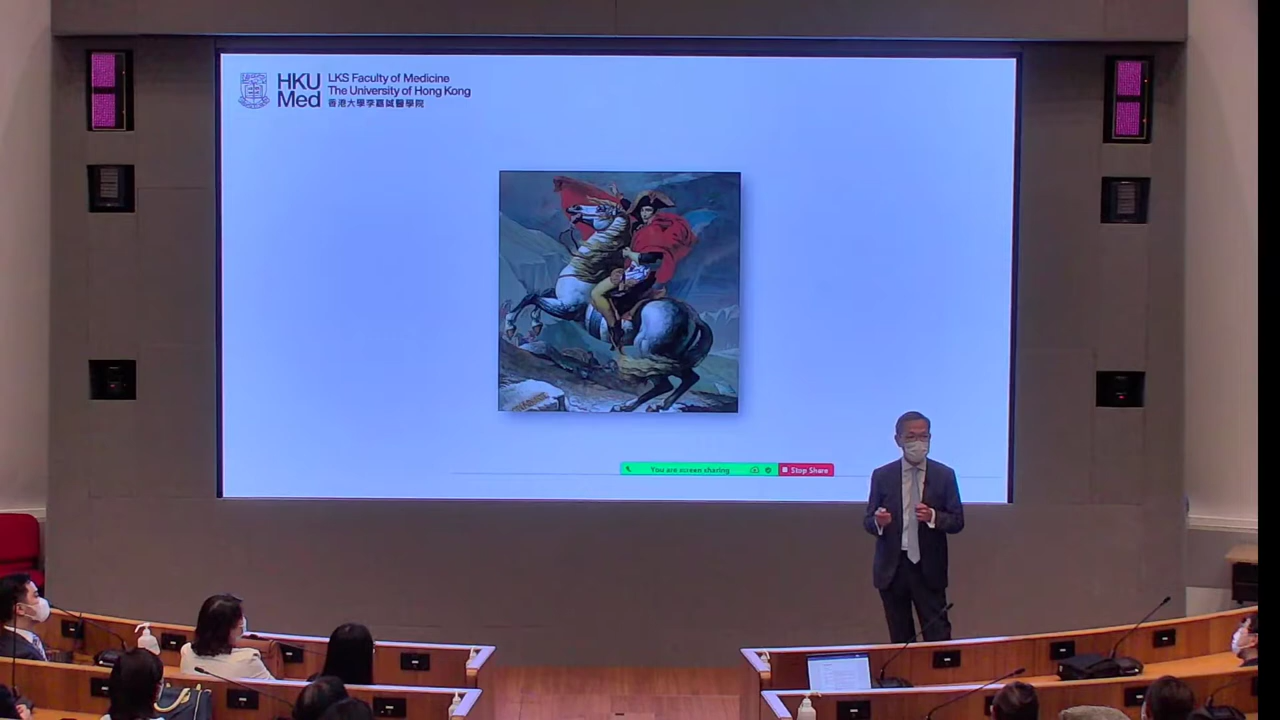 HKU
Med
LKS Faculty of Medicine
The University of Hong Kong
香港大學李嘉誠醫學院
You are screen sharing
Stop Share